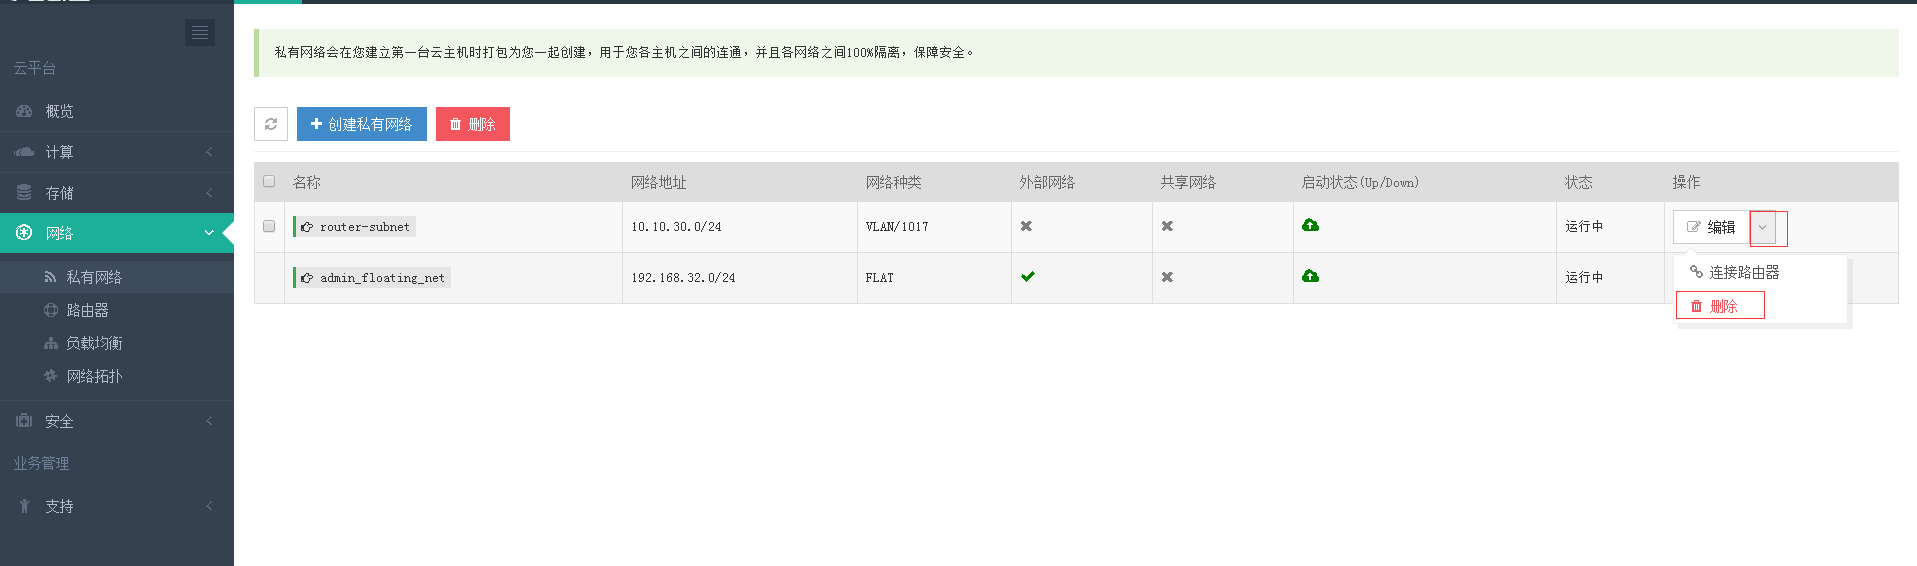 云平台
概览
计算
存储
网络
私有网络
路由器
负载均衡
网络拓扑
安全
业务管理
支持
私有网络会在您建立第一台云主机时打包为您一起创建，用于您各主机之间的连通，并且各网络之间100%隔离，保障安全。
创建私有网络 删除
名称 网络地址 网络种类 外部网络 共享网络 启动状态(Up/Down) 状态 操作
router-subnet 10.10.30.0/24 VLAN/1017 运行中 编辑
admin_floating_net 192.168.32.0/24 FLAT 运行中
连接路由器
删除